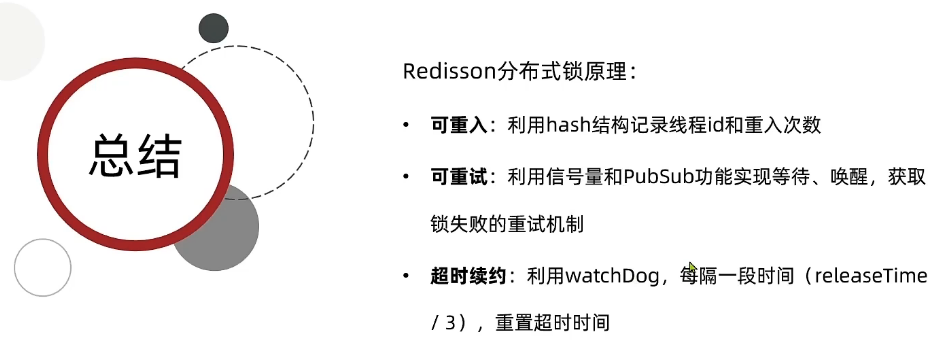 总结
Redisson分布式锁原理：
• 可重入：利用hash结构记录线程id和重入次数
• 可重试：利用信号量和PubSub功能实现等待、唤醒，获取
锁失败的重试机制
• 超时续约：利用watchDog，每隔一段时间（releaseTime
/ 3），重置超时时间